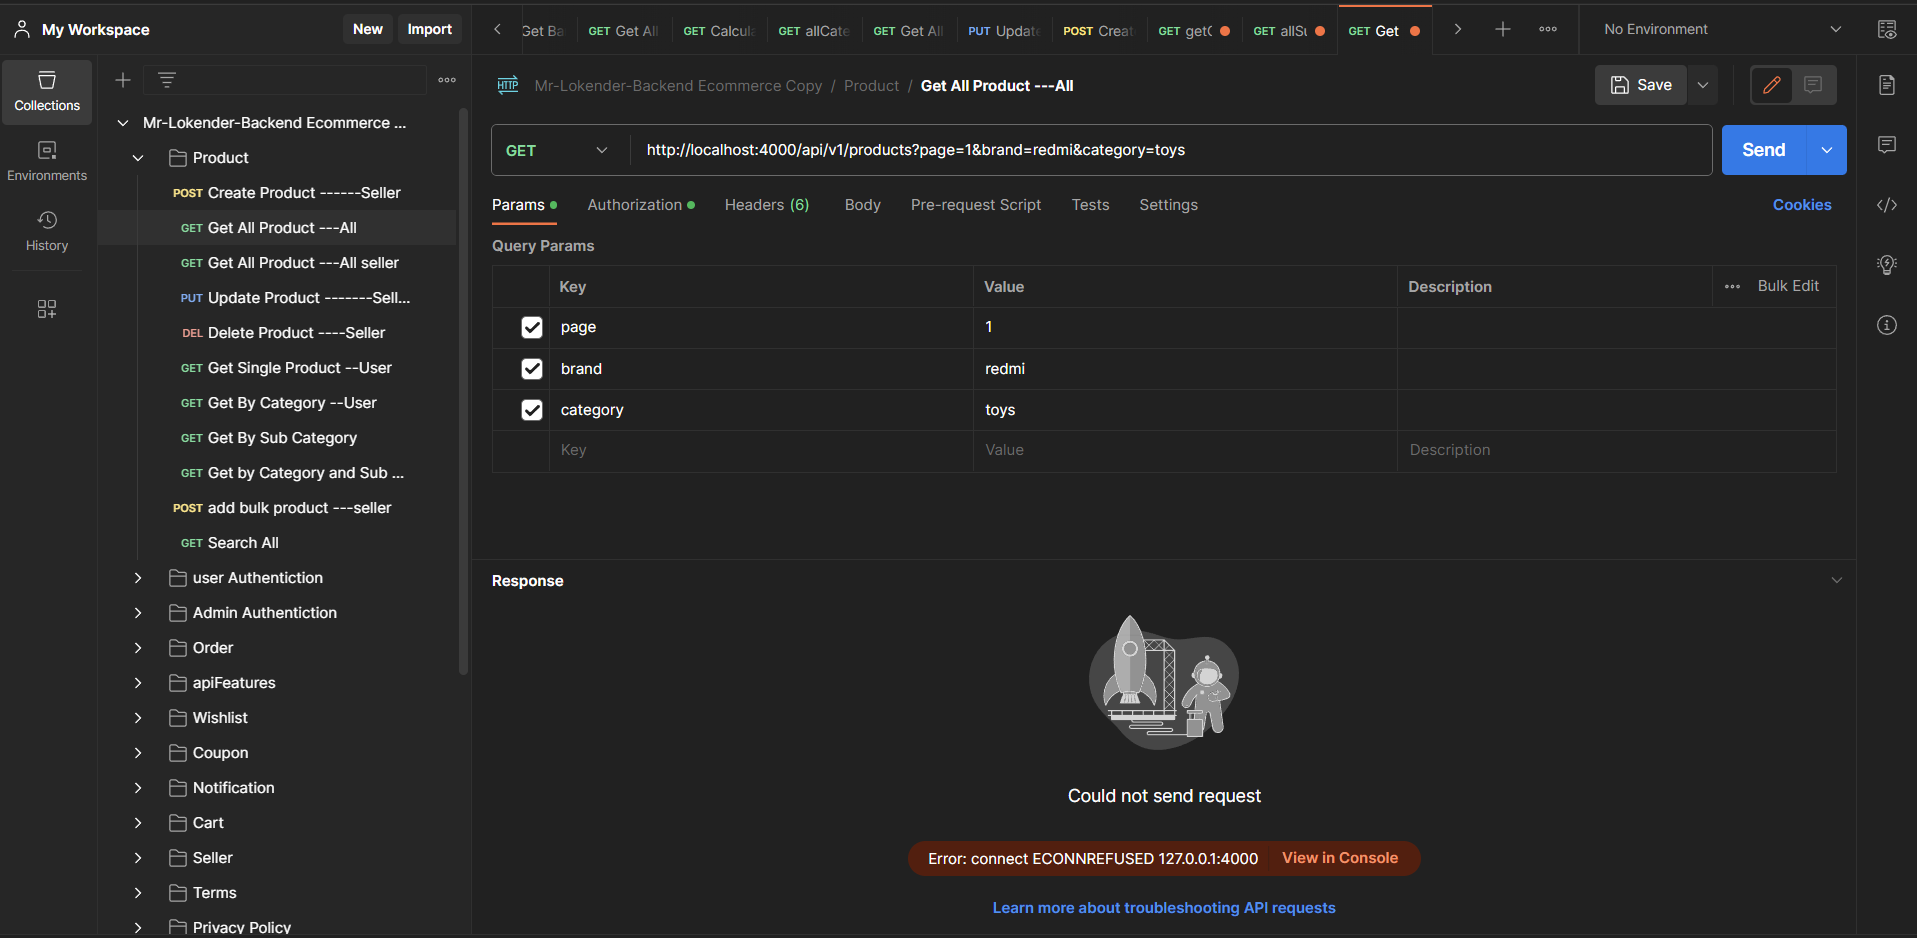 My Workspace
New
Import
Get Ba
GET Get All
GET Calcula
GET allCate
GET Get All
PUT Update
POST Creat
GET getC
GET allSu
GET Get
No Environment
Collections
Environments
History
Mr-Lokender-Backend Ecommerce ...
Product
POST Create Product ------Seller
GET Get All Product ---All
GET Get All Product ---All seller
PUT Update Product -------Sell...
DEL Delete Product ----Seller
GET Get Single Product --User
GET Get By Category --User
GET Get By Sub Category
GET Get by Category and Sub ...
POST add bulk product ---seller
GET Search All
user Authentiction
Admin Authentiction
Order
apiFeatures
Wishlist
Coupon
Notification
Cart
Seller
Terms
Privacy Policy
HTTP Mr-Lokender-Backend Ecommerce Copy / Product / Get All Product ---All
Save
GET http://localhost:4000/api/v1/products?page=1&brand=redmi&category=toys
Send
Params Authorization Headers (6) Body Pre-request Script Tests Settings
Cookies
Query Params
Key Value Description Bulk Edit
page 1
brand redmi
category toys
Key Value Description
Response
Could not send request
Error: connect ECONNREFUSED 127.0.0.1:4000 View in Console
Learn more about troubleshooting API requests